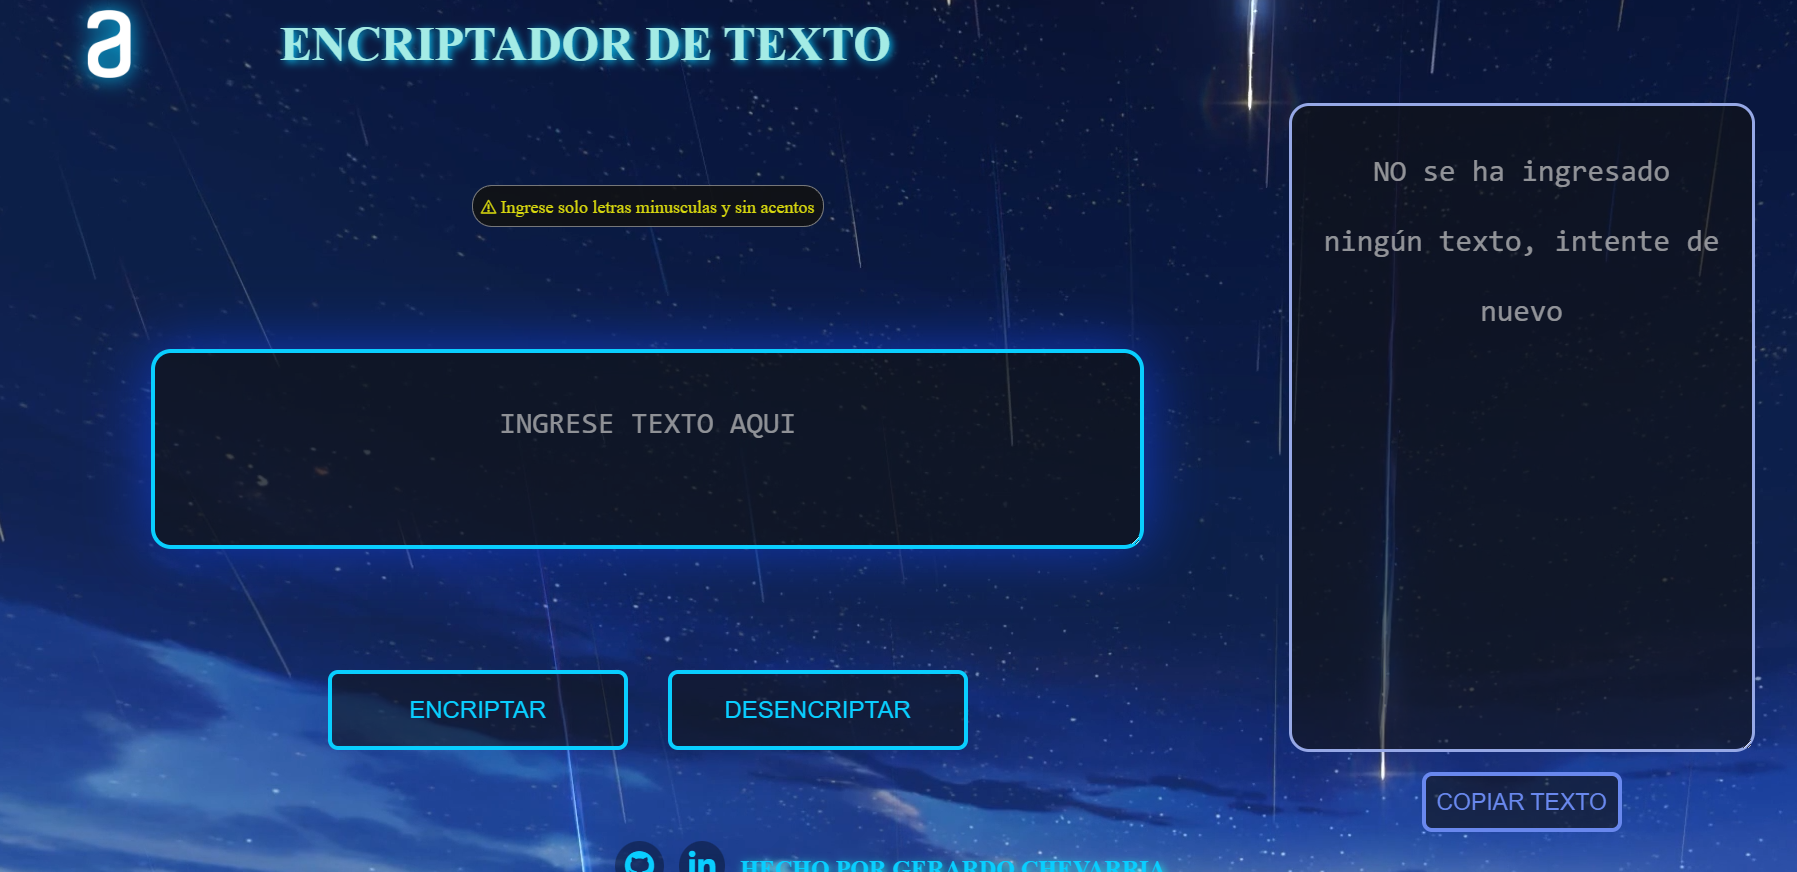 a
ENCRIPTADOR DE TEXTO
⚠ Ingrese solo letras minusculas y sin acentos
INGRESE TEXTO AQUI
ENCRIPTAR
DESENCRIPTAR
NO se ha ingresado
ningún texto, intente de
nuevo
COPIAR TEXTO
in
HECHO POR GERARDO CHEVARRIA